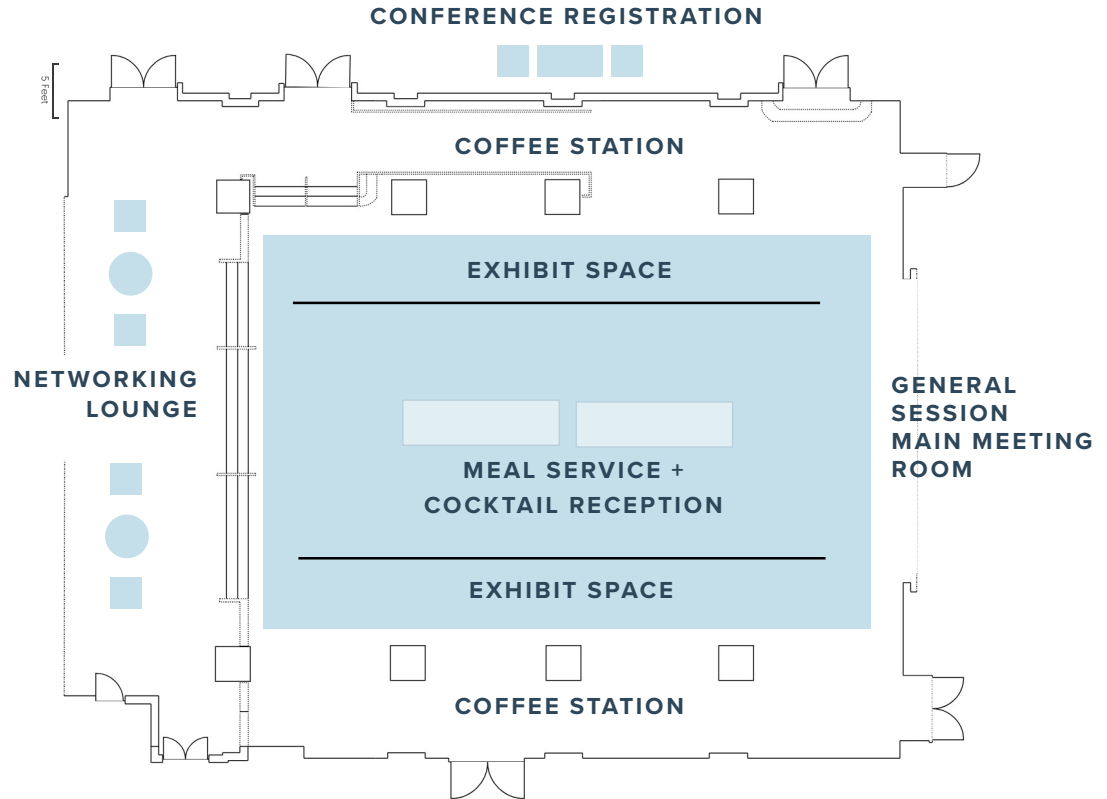 CONFERENCE REGISTRATION
5 Feet
COFFEE STATION
EXHIBIT SPACE
NETWORKING
LOUNGE
GENERAL
SESSION
MAIN MEETING
ROOM
MEAL SERVICE +
COCKTAIL RECEPTION
EXHIBIT SPACE
COFFEE STATION